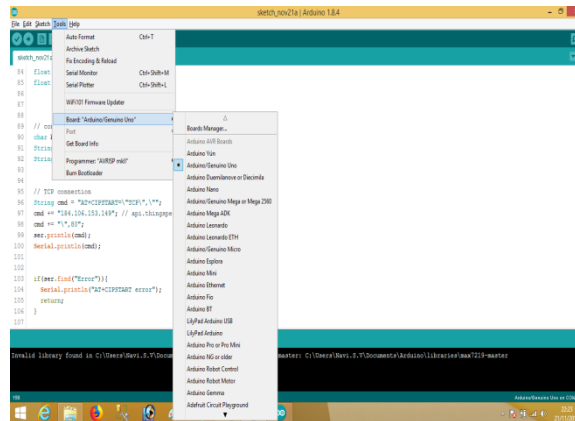 sketch_nov21a | Arduino 1.8.4
File Edit Sketch Tools Help
sketch_nov21a
Auto Format Ctrl+T
Archive Sketch
Fix Encoding & Reload
Serial Monitor Ctrl+Shift+M
Serial Plotter Ctrl+Shift+L
WiFi101 Firmware Updater
Board: "Arduino/Genuino Uno"
Port
Get Board Info
Programmer: "AVRISP mkII"
Burn Bootloader
Boards Manager...
Arduino AVR Boards
Arduino Yún
Arduino/Genuino Uno
Arduino Duemilanove or Diecimila
Arduino Nano
Arduino/Genuino Mega or Mega 2560
Arduino Mega ADK
Arduino Leonardo
Arduino Leonardo ETH
Arduino/Genuino Micro
Arduino Esplora
Arduino Mini
Arduino Ethernet
Arduino Fio
Arduino BT
LilyPad Arduino USB
LilyPad Arduino
Arduino Pro or Pro Mini
Arduino NG or older
Arduino Robot Control
Arduino Robot Motor
Arduino Gemma
Adafruit Circuit Playground
84 float
85 float
86
87
88
89 // con
90 char
91 String
92 String
93
94
95 // TCP connection
96 String cmd = "AT+CIPSTART=\"TCP\",\"";
97 cmd += "184.106.153.149"; // api.thingspe
98 cmd += "\",80";
99 ser.println(cmd);
100 Serial.println(cmd);
101
102
103 if(ser.find("Error")){
104 Serial.println("AT+CIPSTART error");
105 return;
106 }
107
Invalid library found in C:\Users\Navi.S.V\Docum
master: C:\Users\Navi.S.V\Documents\Arduino\libraries\max7219-master
Arduino/Genuino Uno on COM
23:23